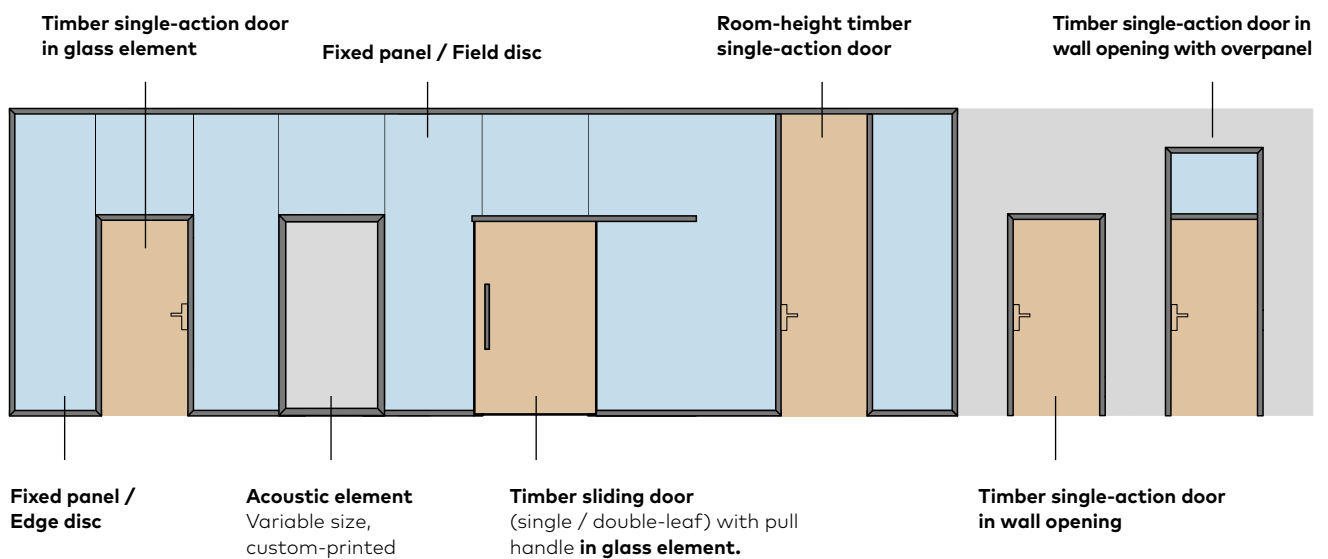 Timber single-action door
in glass element
Fixed panel / Field disc
Room-height timber
single-action door
Timber single-action door in
wall opening with overpanel
Fixed panel /
Edge disc
Acoustic element
Variable size,
custom-printed
Timber sliding door
(single / double-leaf) with pull
handle in glass element.
Timber single-action door
in wall opening